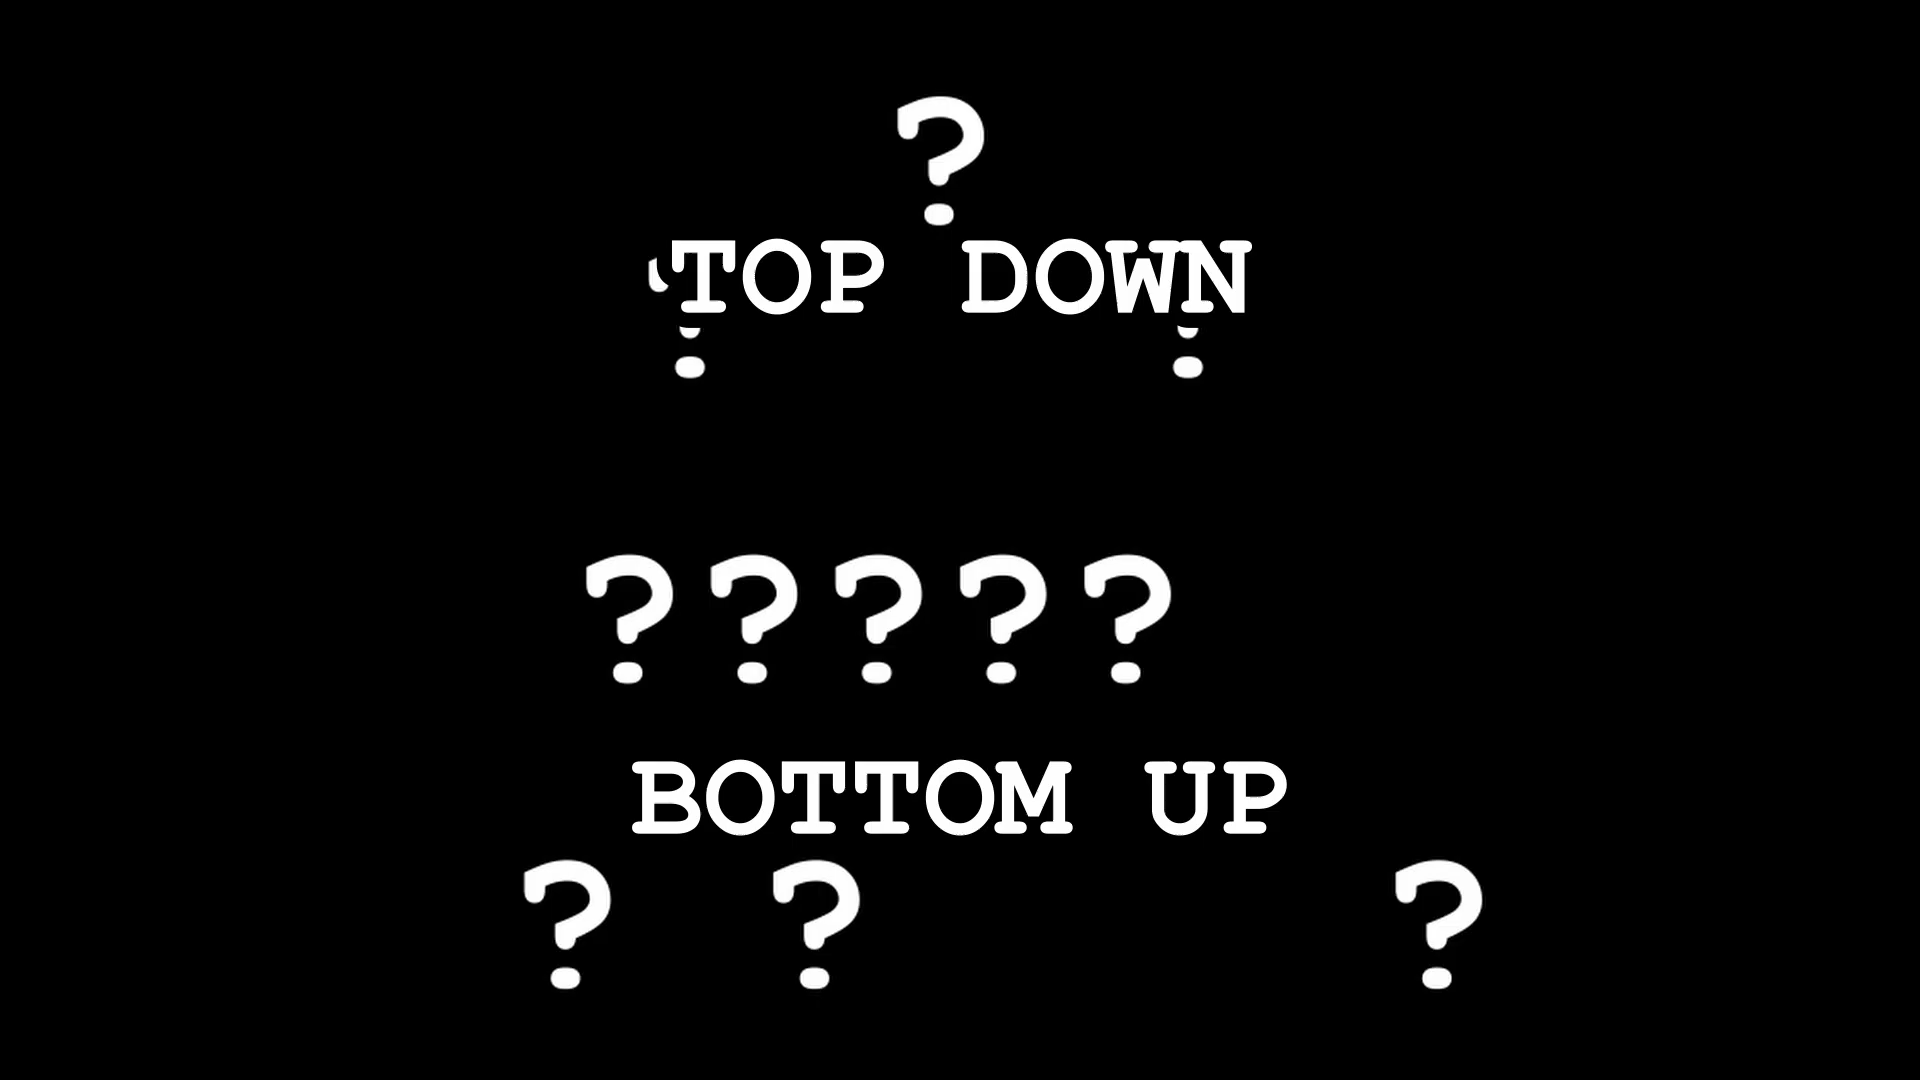 ?
TOP DOWN
? ? ? ? ?
BOTTOM UP
? ? ?